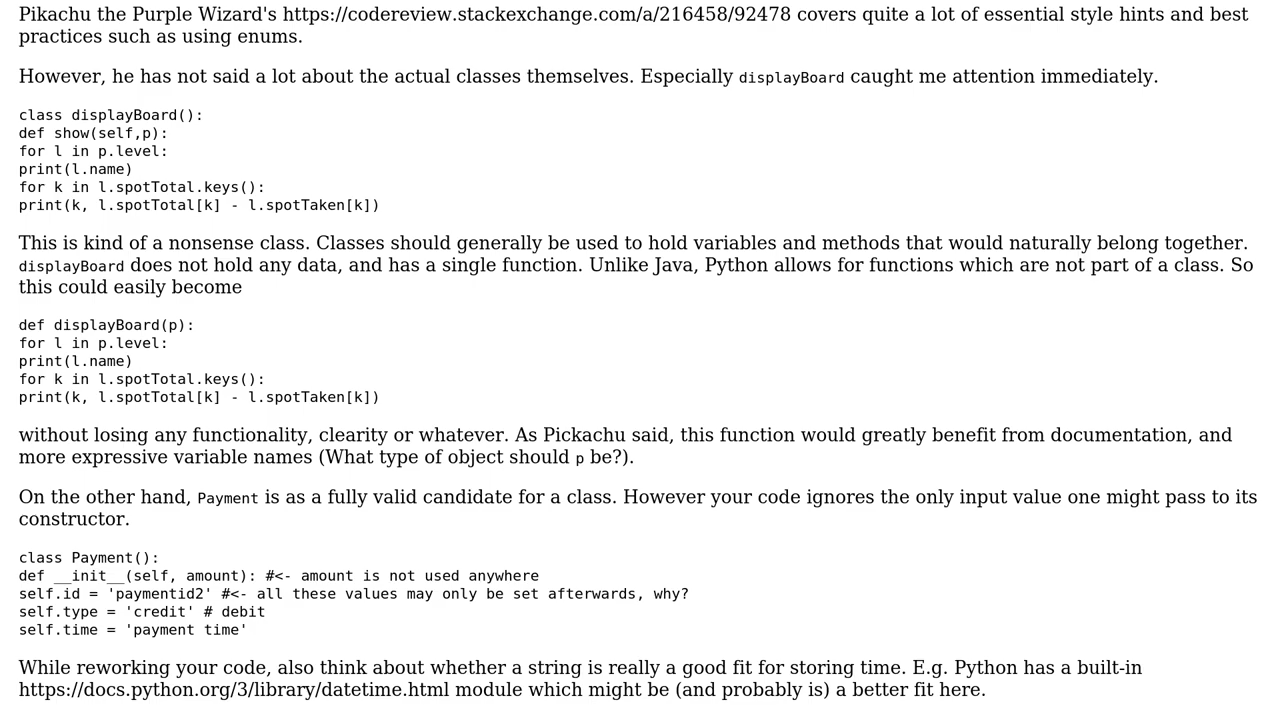 Pikachu the Purple Wizard's https://codereview.stackexchange.com/a/216458/92478 covers quite a lot of essential style hints and best
practices such as using enums.
However, he has not said a lot about the actual classes themselves. Especially displayBoard caught me attention immediately.
class displayBoard():
def show(self,p):
for l in p.level:
print(l.name)
for k in l.spotTotal.keys():
print(k, l.spotTotal[k] - l.spotTaken[k])
This is kind of a nonsense class. Classes should generally be used to hold variables and methods that would naturally belong together.
displayBoard does not hold any data, and has a single function. Unlike Java, Python allows for functions which are not part of a class. So
this could easily become
def displayBoard(p):
for l in p.level:
print(l.name)
for k in l.spotTotal.keys():
print(k, l.spotTotal[k] - l.spotTaken[k])
without losing any functionality, clearity or whatever. As Pickachu said, this function would greatly benefit from documentation, and
more expressive variable names (What type of object should p be?).
On the other hand, Payment is as a fully valid candidate for a class. However your code ignores the only input value one might pass to its
constructor.
class Payment():
def __init__(self, amount): #<- amount is not used anywhere
self.id = 'paymentid2' #<- all these values may only be set afterwards, why?
self.type = 'credit' # debit
self.time = 'payment time'
While reworking your code, also think about whether a string is really a good fit for storing time. E.g. Python has a built-in
https://docs.python.org/3/library/datetime.html module which might be (and probably is) a better fit here.